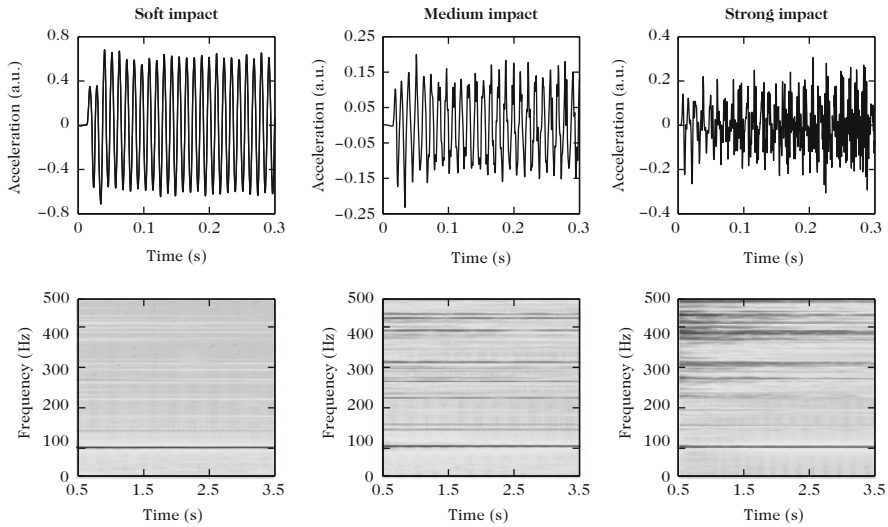 Soft impact
Medium impact
Strong impact
Acceleration (a.u.)
0.8
0.4
0
−0.4
−0.8
0 0.1 0.2 0.3
Time (s)
Acceleration (a.u.)
0.25
0.15
0.05
−0.05
−0.15
−0.25
0 0.1 0.2 0.3
Time (s)
Acceleration (a.u.)
0.4
0.2
0
−0.2
−0.4
0 0.1 0.2 0.3
Time (s)
Frequency (Hz)
500
400
300
200
100
0
0.5 1.5 2.5 3.5
Time (s)
Frequency (Hz)
500
400
300
200
100
0
0.5 1.5 2.5 3.5
Time (s)
Frequency (Hz)
500
400
300
200
100
0
0.5 1.5 2.5 3.5
Time (s)